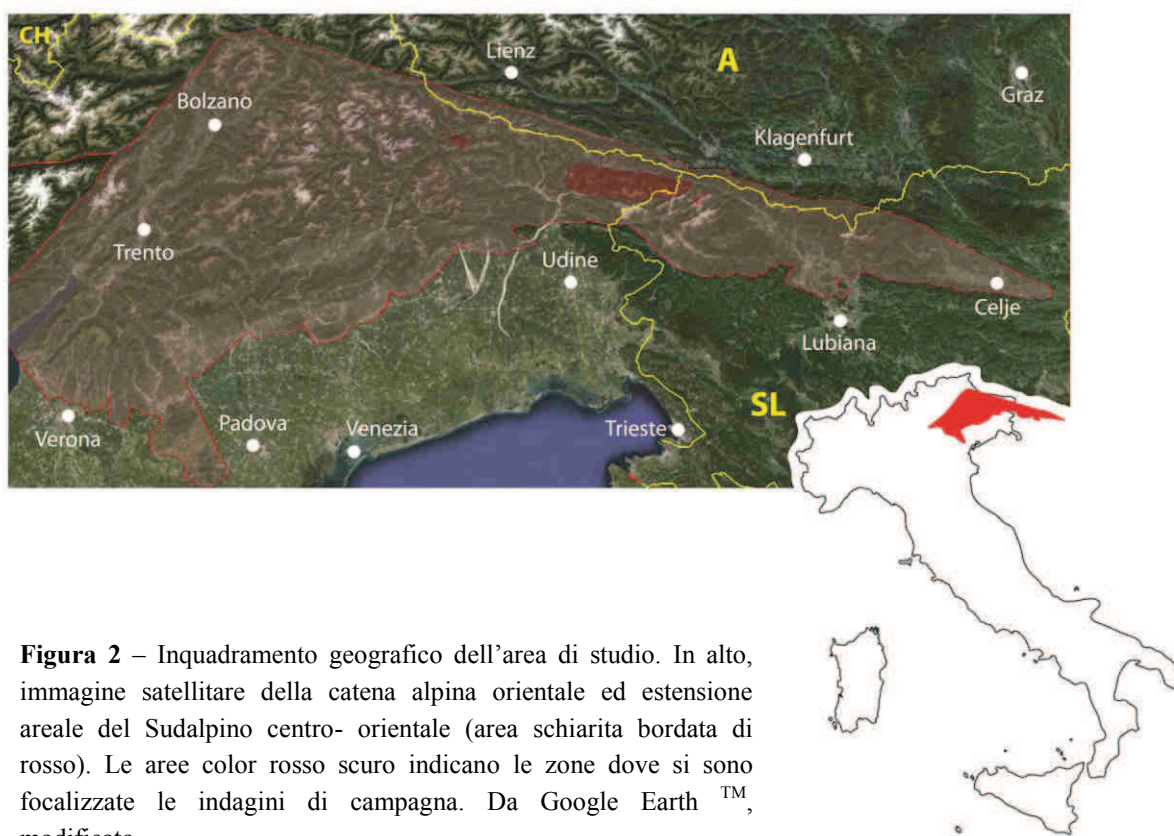 CH
Lienz
A
Graz
Bolzano
Klagenfurt
Trento
Udine
Celje
Lubiana
SL
Verona
Padova
Venezia
Trieste
Figura 2 – Inquadramento geografico dell’area di studio. In alto,
immagine satellitare della catena alpina orientale ed estensione
areale del Sudalpino centro- orientale (area schiarita bordata di
rosso). Le aree color rosso scuro indicano le zone dove si sono
focalizzate le indagini di campagna. Da Google Earth TM,